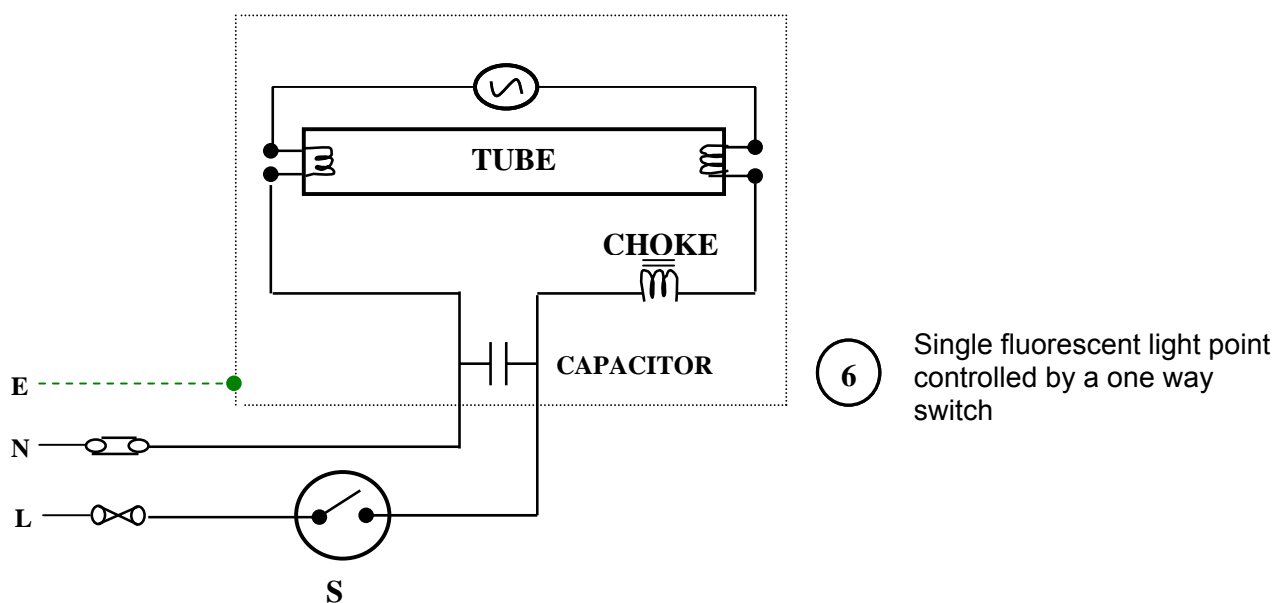 TUBE
CHOKE
CAPACITOR
E
N
L
S
6
Single fluorescent light point
controlled by a one way
switch